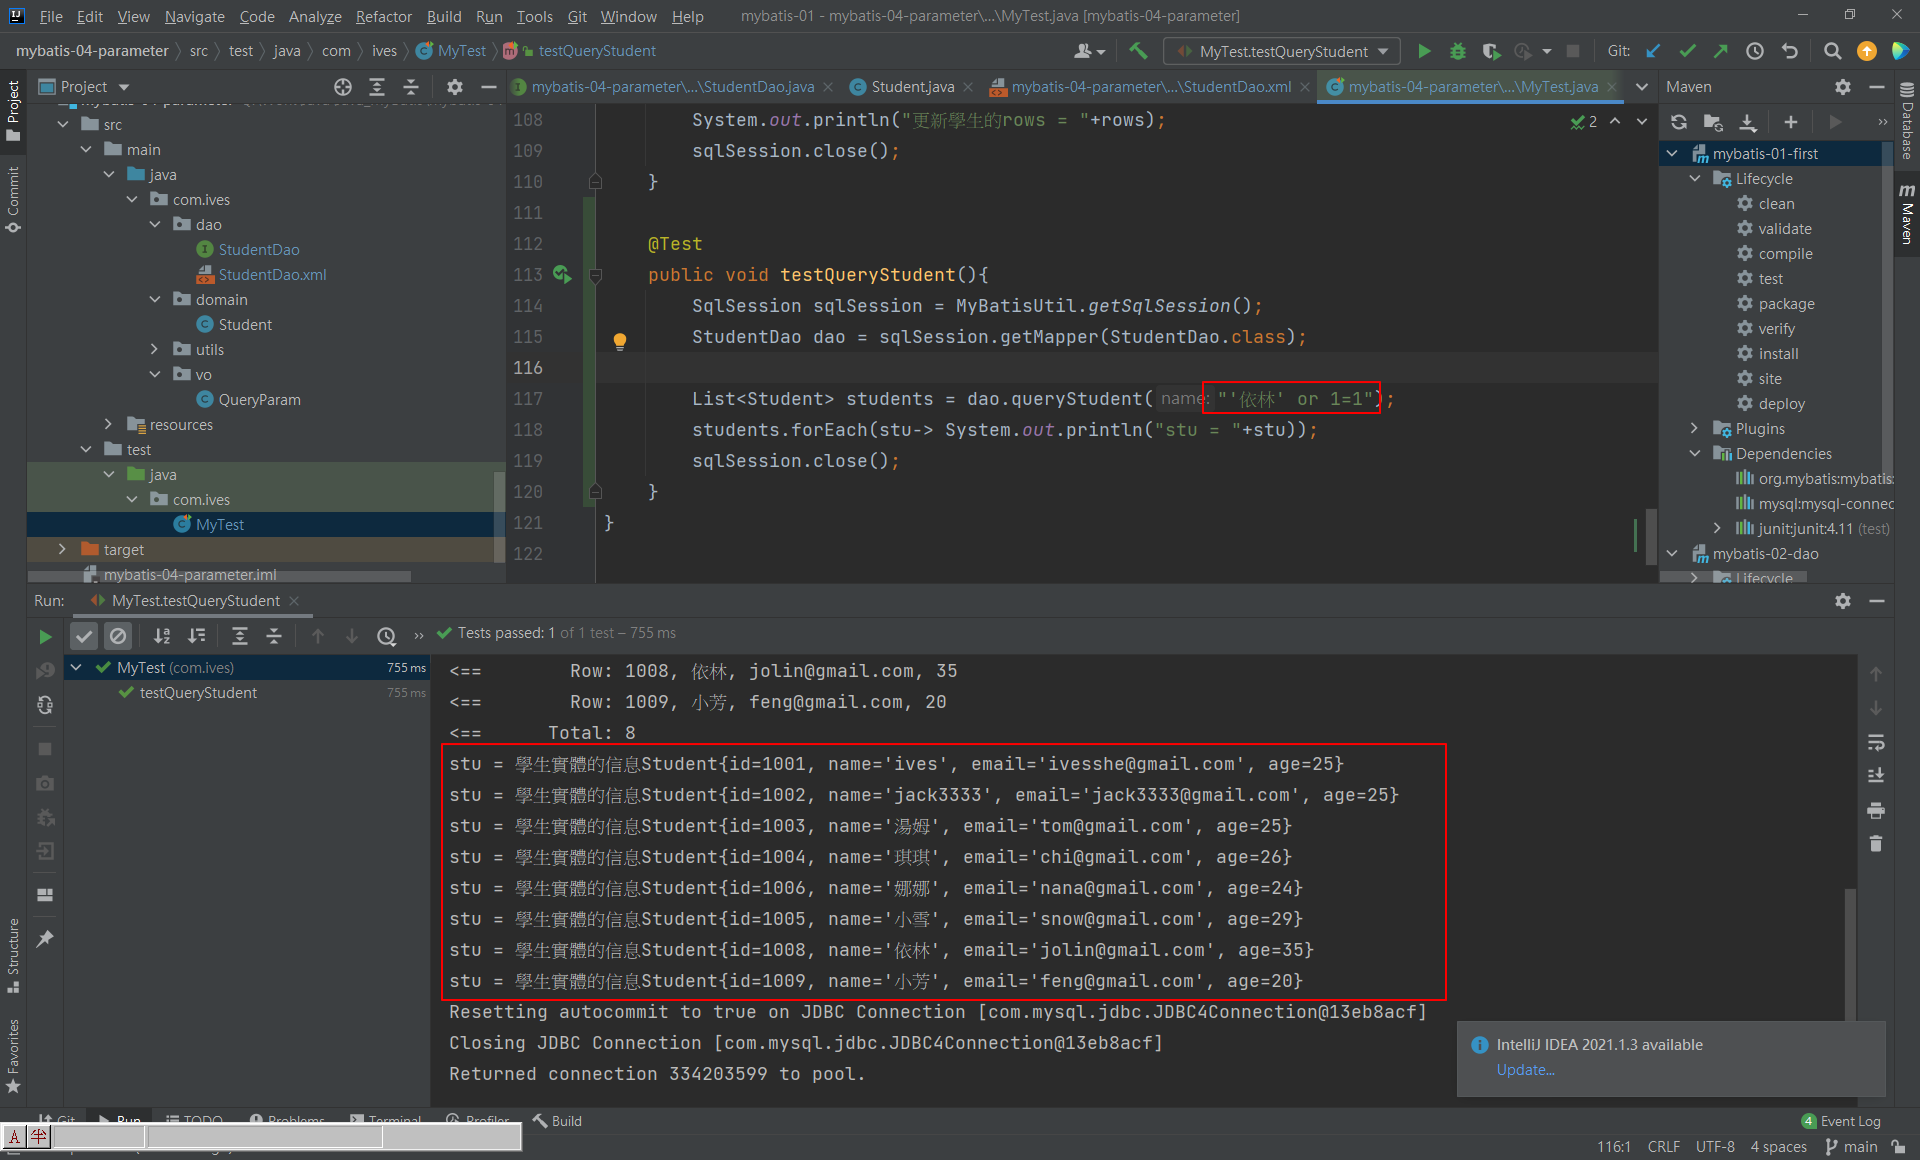 File Edit View Navigate Code Analyze Refactor Build Run Tools Git Window Help mybatis-01 - mybatis-04-parameter\...\MyTest.java [mybatis-04-parameter]
mybatis-04-parameter src test java com ives MyTest testQueryStudent MyTest.testQueryStudent Git:
Project
mybatis-04-parameter\...\StudentDao.java Student.java mybatis-04-parameter\...\StudentDao.xml mybatis-04-parameter\...\MyTest.java
Maven
Project
Commit
Structure
Favorites
Database
Maven
src
main
java
com.ives
dao
StudentDao
StudentDao.xml
domain
Student
utils
vo
QueryParam
resources
test
java
com.ives
MyTest
target
mybatis-04-parameter.iml
108 System.out.println("更新學生的rows = "+rows);
109 sqlSession.close();
110 }
111
112 @Test
113 public void testQueryStudent(){
114 SqlSession sqlSession = MyBatisUtil.getSqlSession();
115 StudentDao dao = sqlSession.getMapper(StudentDao.class);
116
117 List<Student> students = dao.queryStudent( name: "'依林' or 1=1");
118 students.forEach(stu-> System.out.println("stu = "+stu));
119 sqlSession.close();
120 }
121 }
122
2
mybatis-01-first
Lifecycle
clean
validate
compile
test
package
verify
install
site
deploy
Plugins
Dependencies
org.mybatis:mybatis:
mysql:mysql-connec
junit:junit:4.11 (test)
mybatis-02-dao
Lifecycle
Run: MyTest.testQueryStudent
Tests passed: 1 of 1 test – 755 ms
MyTest (com.ives) 755 ms
testQueryStudent 755 ms
<== Row: 1008, 依林, jolin@gmail.com, 35
<== Row: 1009, 小芳, feng@gmail.com, 20
<== Total: 8
stu = 學生實體的信息Student{id=1001, name='ives', email='ivesshe@gmail.com', age=25}
stu = 學生實體的信息Student{id=1002, name='jack3333', email='jack3333@gmail.com', age=25}
stu = 學生實體的信息Student{id=1003, name='湯姆', email='tom@gmail.com', age=25}
stu = 學生實體的信息Student{id=1004, name='琪琪', email='chi@gmail.com', age=26}
stu = 學生實體的信息Student{id=1006, name='娜娜', email='nana@gmail.com', age=24}
stu = 學生實體的信息Student{id=1005, name='小雪', email='snow@gmail.com', age=29}
stu = 學生實體的信息Student{id=1008, name='依林', email='jolin@gmail.com', age=35}
stu = 學生實體的信息Student{id=1009, name='小芳', email='feng@gmail.com', age=20}
Resetting autocommit to true on JDBC Connection [com.mysql.jdbc.JDBC4Connection@13eb8acf]
Closing JDBC Connection [com.mysql.jdbc.JDBC4Connection@13eb8acf]
Returned connection 334203599 to pool.
IntelliJ IDEA 2021.1.3 available
Update...
Git Run TODO Problems Terminal Profiler Build 4 Event Log
A 半
116:1 CRLF UTF-8 4 spaces main